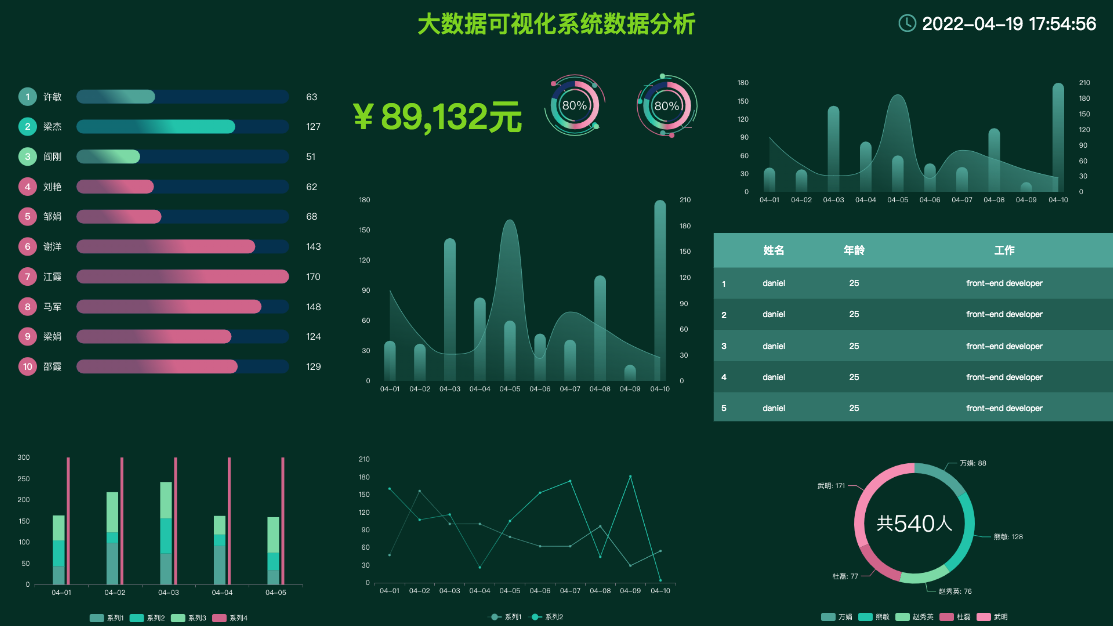 大数据可视化系统数据分析
2022-04-19 17:54:56
1 许敏 63
2 梁杰 127
3 阎刚 51
4 刘艳 62
5 邹娟 68
6 谢洋 143
7 江霞 170
8 马军 148
9 梁娟 124
10 邵霞 129
¥89,132元
80%
80%
180 210
150 180
120 150
90 120
60 90
30 60
0 30
0
04-01 04-02 04-03 04-04 04-05 04-06 04-07 04-08 04-09 04-10
180 210
150 180
120 150
90 120
60 90
30 60
0 30
0
04-01 04-02 04-03 04-04 04-05 04-06 04-07 04-08 04-09 04-10
姓名 年龄 工作
1 daniel 25 front-end developer
2 daniel 25 front-end developer
3 daniel 25 front-end developer
4 daniel 25 front-end developer
5 daniel 25 front-end developer
300
250
200
150
100
50
0
04-01 04-02 04-03 04-04 04-05
系列1 系列2 系列3 系列4
210
180
150
120
90
60
30
0
04-01 04-02 04-03 04-04 04-05 04-06 04-07 04-08 04-09 04-10
系列1 系列2
万娟: 88
武明: 171
共540人
熊敏: 128
杜磊: 77
赵秀英: 76
万娟 熊敏 赵秀英 杜磊 武明